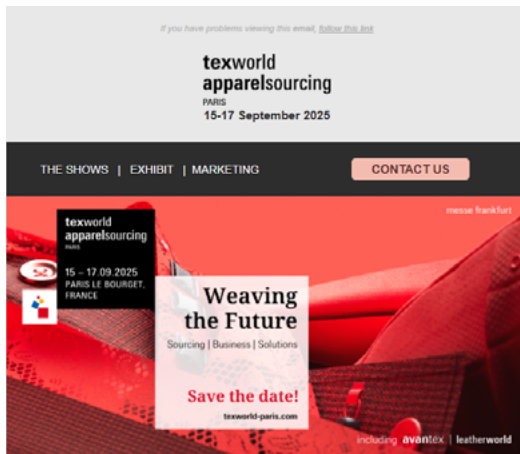 If you have problems viewing this email, follow this link
texworld
apparelsourcing
PARIS
15-17 September 2025
THE SHOWS | EXHIBIT | MARKETING
CONTACT US
messe frankfurt
texworld
apparelsourcing
PARIS
15 – 17.09.2025
PARIS LE BOURGET,
FRANCE
Weaving
the Future
Sourcing | Business | Solutions
Save the date!
texworld-paris.com
including avantex | leatherworld